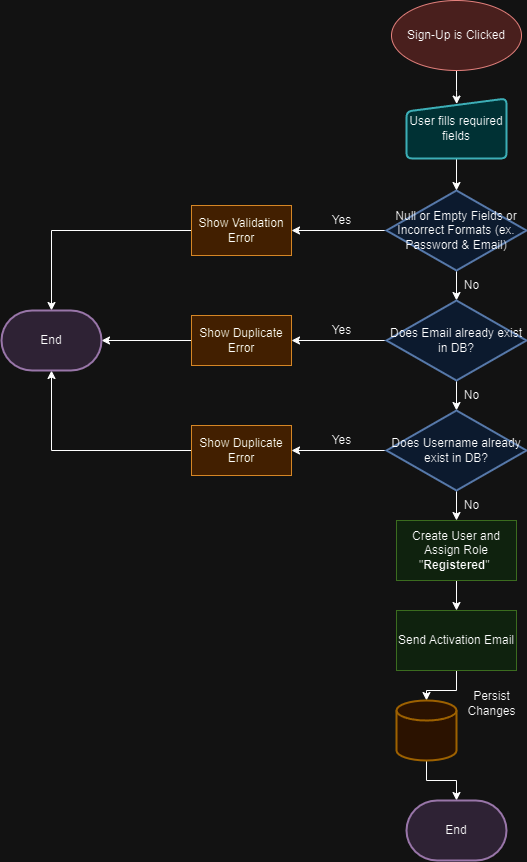 Sign-Up is Clicked
User fills required
fields
Null or Empty Fields or
Incorrect Formats (ex.
Password & Email)
Yes
Show Validation
Error
No
Does Email already exist
in DB?
Yes
Show Duplicate
Error
End
No
Does Username already
exist in DB?
Yes
Show Duplicate
Error
No
Create User and
Assign Role
"Registered"
Send Activation Email
Persist
Changes
End